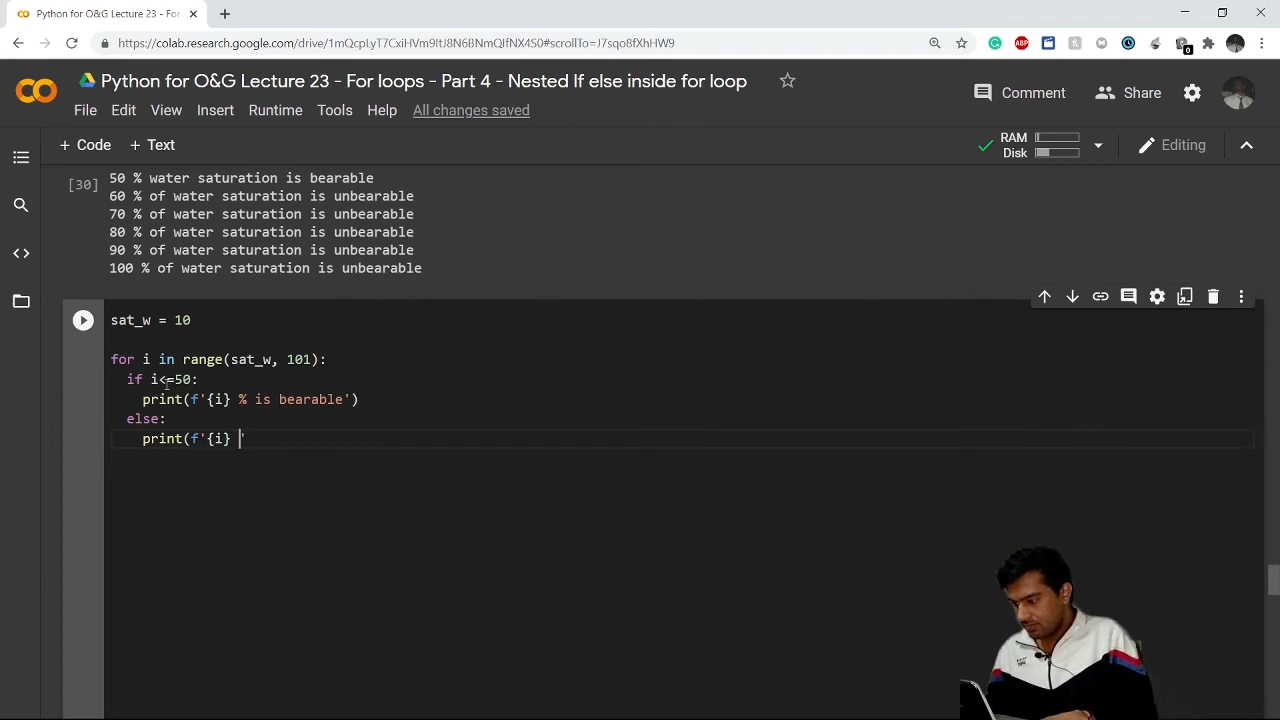 Python for O&G Lecture 23 - For
https://colab.research.google.com/drive/1mQcpLyT7CxiHVm9ItJ8N6BNmQJfNX4S0#scrollTo=J7sqo8fXhHW9
ABP
0
Python for O&G Lecture 23 - For loops - Part 4 - Nested If else inside for loop
Comment
Share
File Edit View Insert Runtime Tools Help All changes saved
+ Code + Text
RAM
Disk
Editing
[30]
50 % water saturation is bearable
60 % of water saturation is unbearable
70 % of water saturation is unbearable
80 % of water saturation is unbearable
90 % of water saturation is unbearable
100 % of water saturation is unbearable
sat_w = 10
for i in range(sat_w, 101):
if i<=50:
print(f'{i} % is bearable')
else:
print(f'{i} '